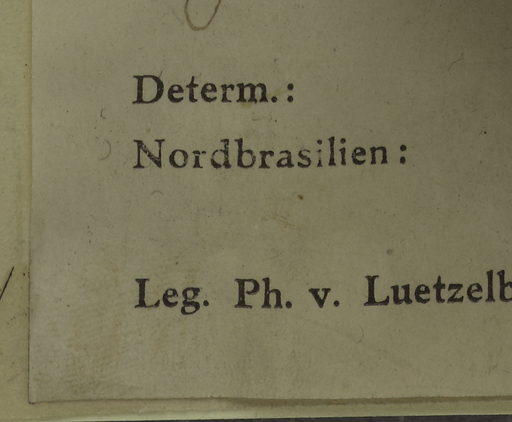 Determ.:
Nordbrasilien:
Leg. Ph. v. Luetzelb